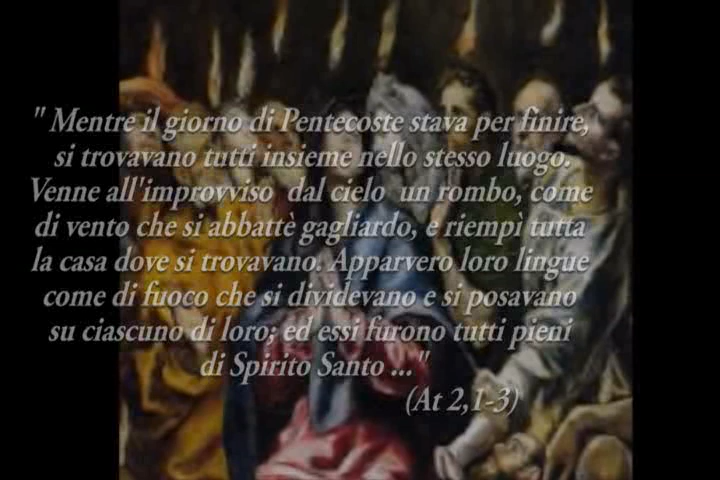 " Mentre il giorno di Pentecoste stava per finire,
si trovavano tutti insieme nello stesso luogo.
Venne all'improvviso dal cielo un rombo, come
di vento che si abbattè gagliardo, e riempì tutta
la casa dove si trovavano. Apparvero loro lingue
come di fuoco che si dividevano e si posavano
su ciascuno di loro; ed essi furono tutti pieni
di Spirito Santo ..."
(At 2,1-3)